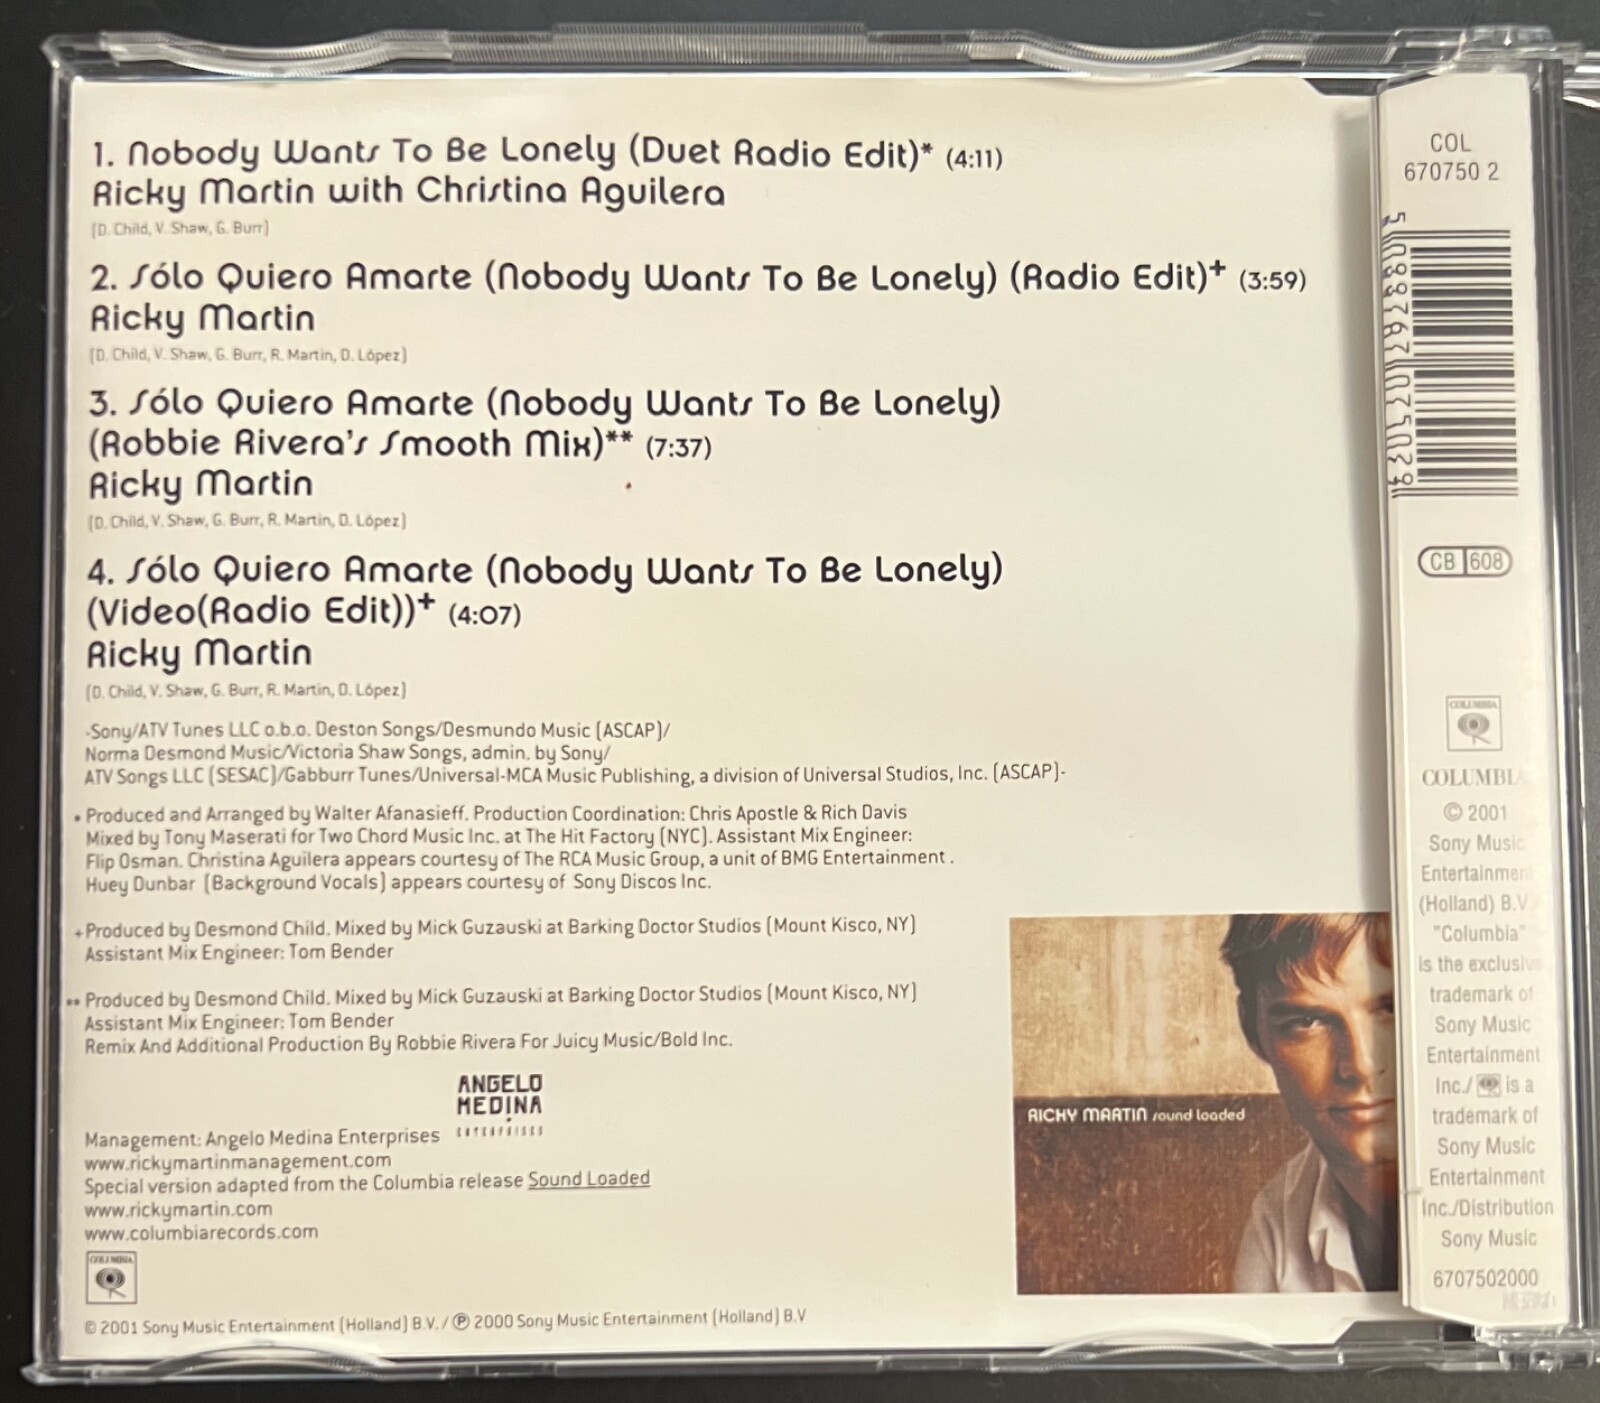 1. Nobody Wants To Be Lonely (Duet Radio Edit)* (4:11)
Ricky Martin with Christina Aguilera
(D. Child, V. Shaw, G. Burr)
2. Sólo Quiero Amarte (Nobody Wants To Be Lonely) (Radio Edit)+ (3:59)
Ricky Martin
(D. Child, V. Shaw, G. Burr, R. Martin, D. López)
3. Sólo Quiero Amarte (Nobody Wants To Be Lonely)
(Robbie Rivera's Smooth Mix)** (7:37)
Ricky Martin
(D. Child, V. Shaw, G. Burr, R. Martin, D. López)
4. Sólo Quiero Amarte (Nobody Wants To Be Lonely)
(Video(Radio Edit))+ (4:07)
Ricky Martin
(D. Child, V. Shaw, G. Burr, R. Martin, D. López)
-Sony/ATV Tunes LLC o.b.o. Deston Songs/Desmundo Music (ASCAP)/
Norma Desmond Music/Victoria Shaw Songs, admin. by Sony/
ATV Songs LLC (SESAC)/Gabburr Tunes/Universal-MCA Music Publishing, a division of Universal Studios, Inc. (ASCAP)-
* Produced and Arranged by Walter Afanasieff. Production Coordination: Chris Apostle & Rich Davis
Mixed by Tony Maserati for Two Chord Music Inc. at The Hit Factory (NYC). Assistant Mix Engineer:
Flip Osman. Christina Aguilera appears courtesy of The RCA Music Group, a unit of BMG Entertainment.
Huey Dunbar (Background Vocals) appears courtesy of Sony Discos Inc.
+Produced by Desmond Child. Mixed by Mick Guzauski at Barking Doctor Studios (Mount Kisco, NY)
Assistant Mix Engineer: Tom Bender
** Produced by Desmond Child. Mixed by Mick Guzauski at Barking Doctor Studios (Mount Kisco, NY)
Assistant Mix Engineer: Tom Bender
Remix And Additional Production By Robbie Rivera For Juicy Music/Bold Inc.
ANGELO
MEDINA
ENTERPRISES
Management: Angelo Medina Enterprises
www.rickymartinmanagement.com
Special version adapted from the Columbia release Sound Loaded
www.rickymartin.com
www.columbiarecords.com
COLUMBIA
© 2001 Sony Music Entertainment (Holland) B.V. / ℗ 2000 Sony Music Entertainment (Holland) B.V
RICKY MARTIN sound loaded
COL
670750 2
5 099767 075029
CB 608
COLUMBIA
COLUMBIA
© 2001
Sony Music
Entertainment
(Holland) B.V.
"Columbia"
is the exclusive
trademark of
Sony Music
Entertainment
Inc./ is a
trademark of
Sony Music
Entertainment
Inc./Distribution
Sony Music
6707502000